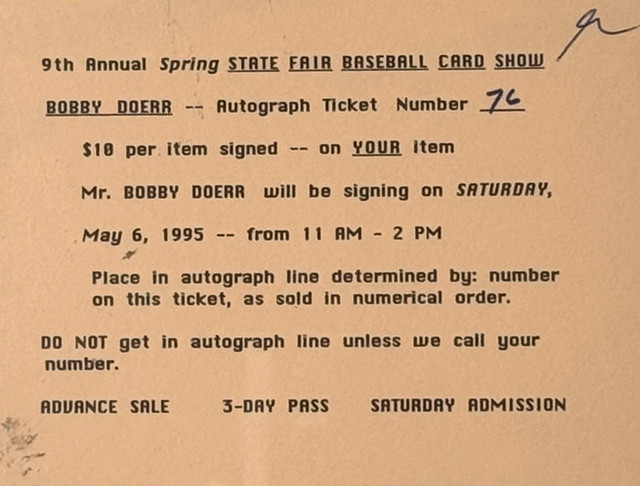 9th Annual Spring STATE FAIR BASEBALL CARD SHOW
BOBBY DOERR -- Autograph Ticket Number 76
$10 per item signed -- on YOUR item
Mr. BOBBY DOERR will be signing on SATURDAY,
May 6, 1995 -- from 11 AM - 2 PM
Place in autograph line determined by: number
on this ticket, as sold in numerical order.
DO NOT get in autograph line unless we call your
number.
ADVANCE SALE 3-DAY PASS SATURDAY ADMISSION